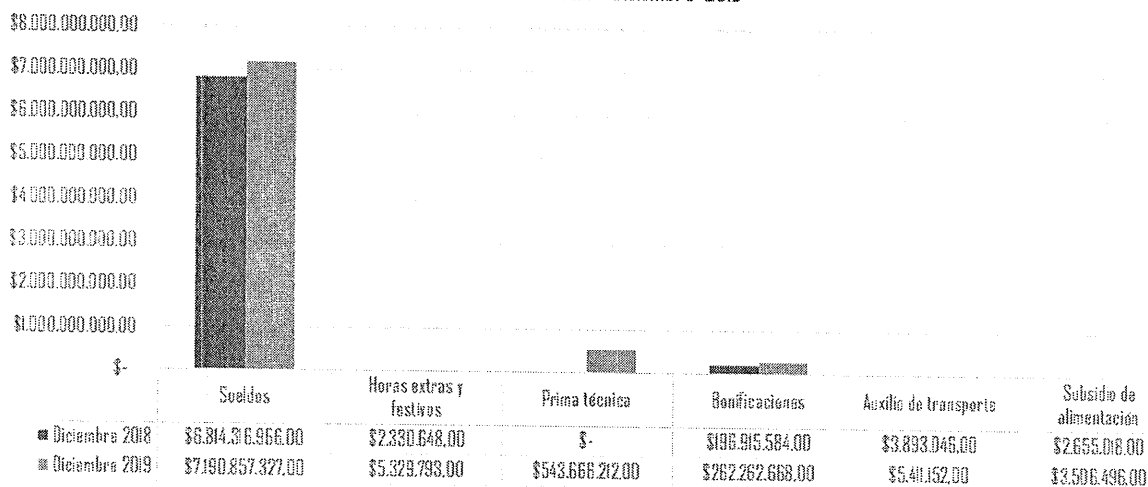 $8.000.000.000,00
$7.000.000.000,00
$6.000.000.000,00
$5.000.000.000,00
$4.000.000.000,00
$3.000.000.000,00
$2.000.000.000,00
$1.000.000.000,00
$-
Sueldos
Horas extras y
festivos
Prima técnica
Bonificaciones
Auxilio de transporte
Subsidio de
alimentación
Diciembre 2018 $6.814.316.966,00 $2.330.648,00 $- $196.915.584,00 $3.893.046,00 $2.655.018,00
Diciembre 2019 $7.190.857.327,00 $5.329.793,00 $543.666.212,00 $262.262.668,00 $5.411.152,00 $3.506.496,00